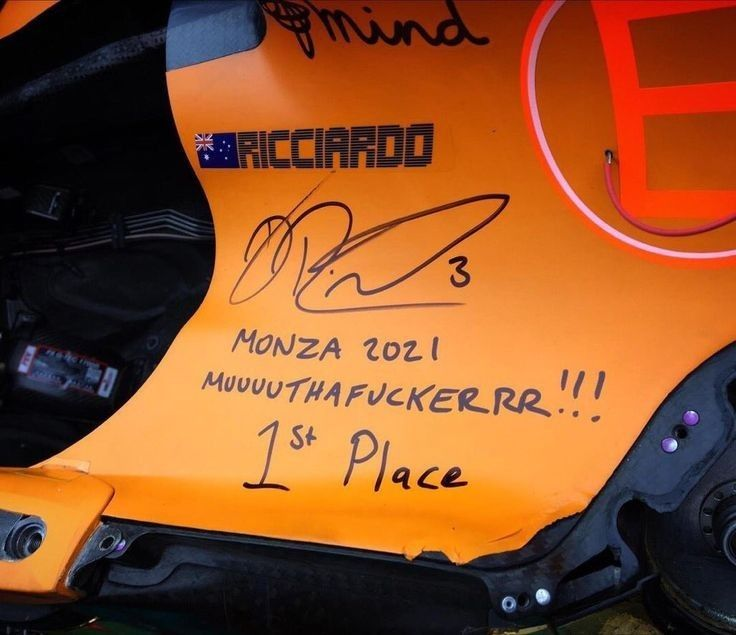 mind
RICCIARDO
3
MONZA 2021
MUUUUTHAFUCKERRR!!!
1st Place